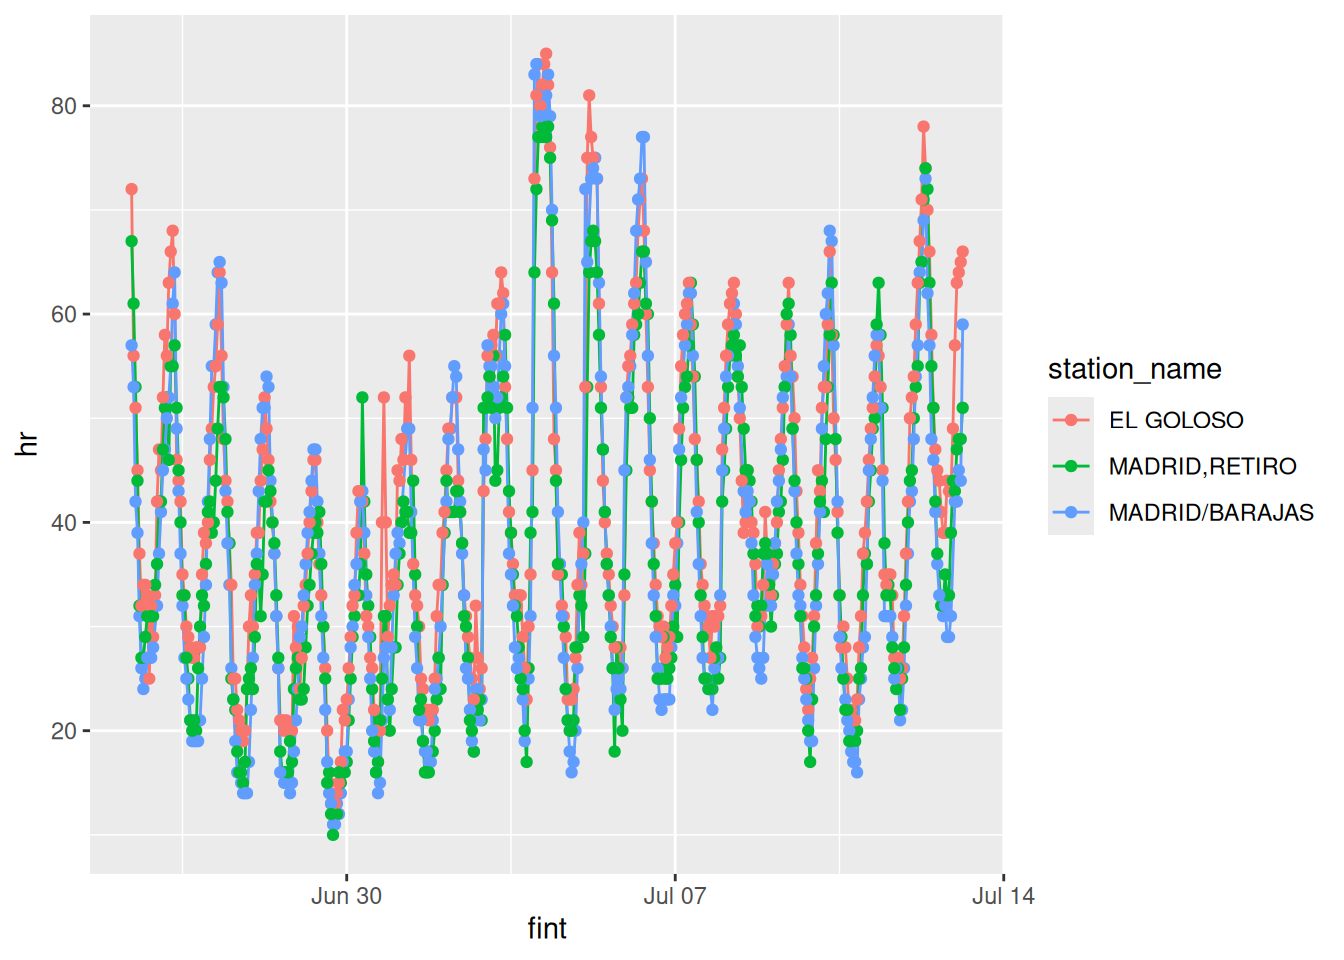 80
60
40
20
hr
Jun 30
Jul 07
Jul 14
fint
station_name
EL GOLOSO
MADRID,RETIRO
MADRID/BARAJAS